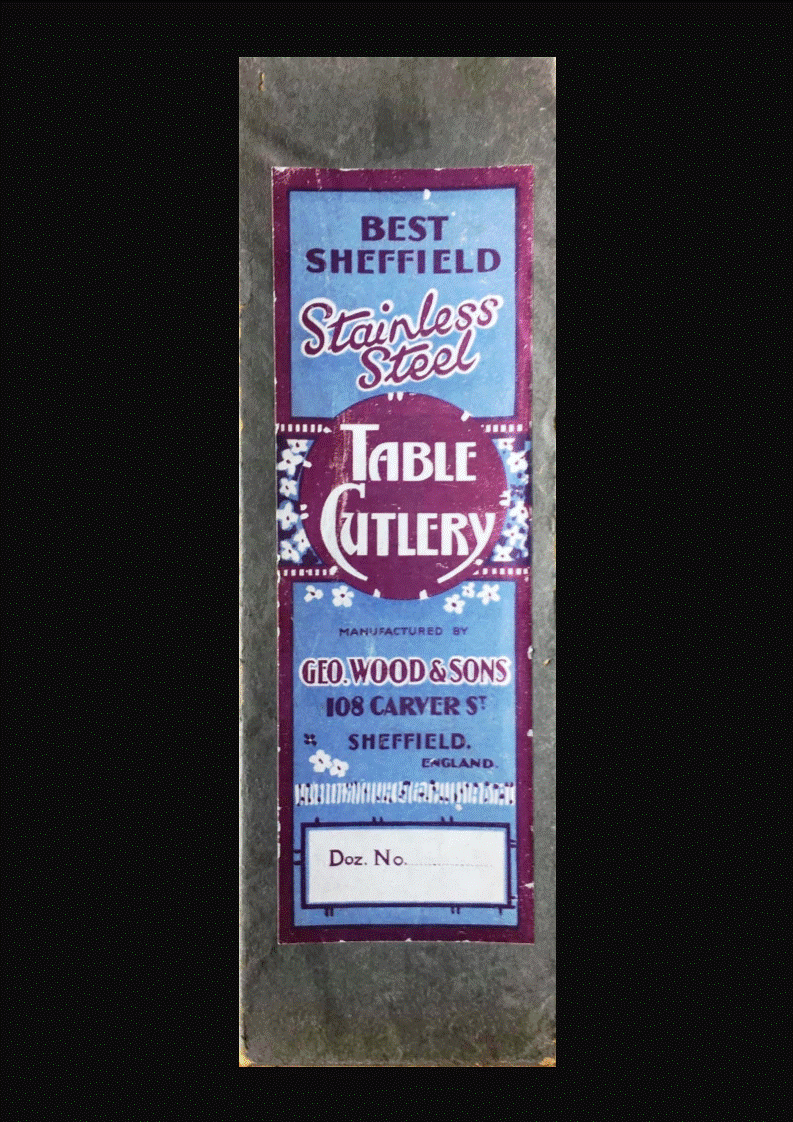 BEST
SHEFFIELD
Stainless
Steel
TABLE
CUTLERY
MANUFACTURED BY
GEO. WOOD & SONS
108 CARVER ST
SHEFFIELD.
ENGLAND.
Doz. No.